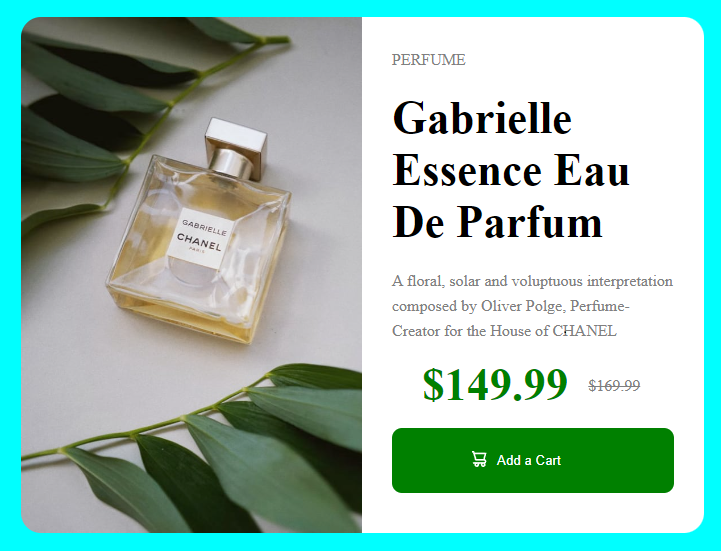 GABRIELLE
CHANEL
PARIS
PERFUME
Gabrielle
Essence Eau
De Parfum
A floral, solar and voluptuous interpretation
composed by Oliver Polge, Perfume-
Creator for the House of CHANEL
$149.99 $169.99
Add a Cart